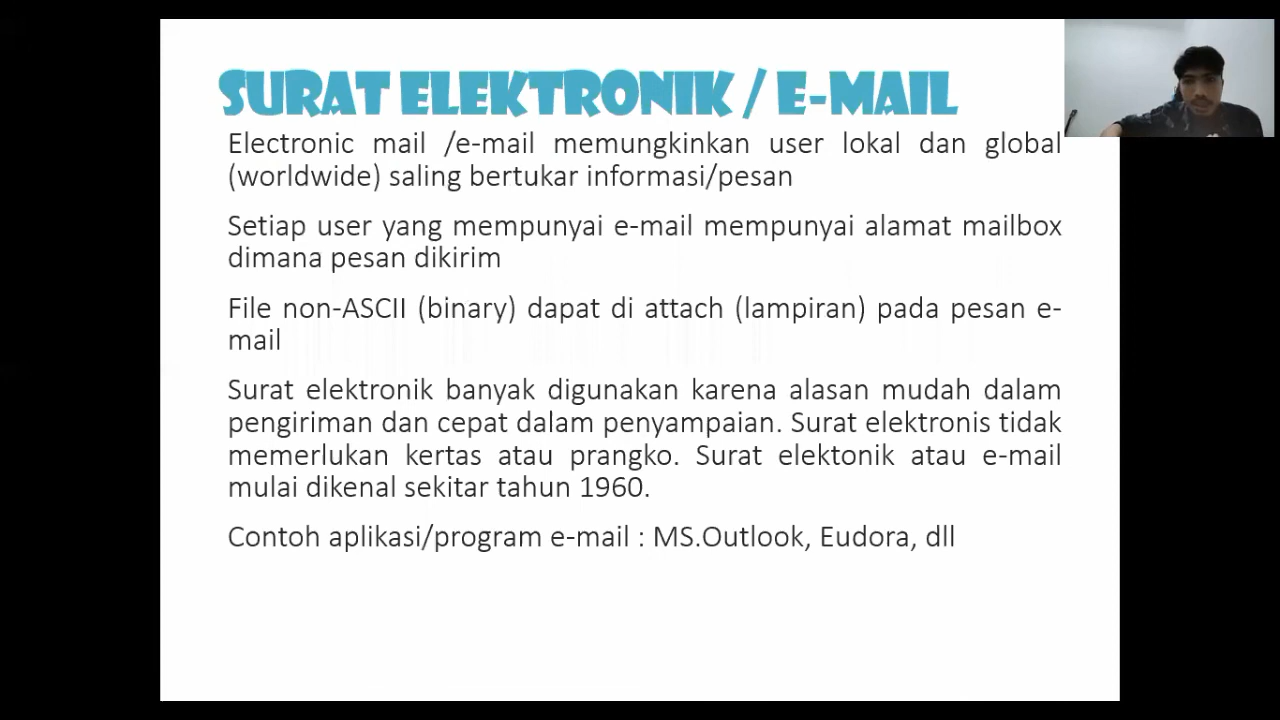 SURAT ELEKTRONIK / E-MAIL
Electronic mail /e-mail memungkinkan user lokal dan global
(worldwide) saling bertukar informasi/pesan
Setiap user yang mempunyai e-mail mempunyai alamat mailbox
dimana pesan dikirim
File non-ASCII (binary) dapat di attach (lampiran) pada pesan e-
mail
Surat elektronik banyak digunakan karena alasan mudah dalam
pengiriman dan cepat dalam penyampaian. Surat elektronis tidak
memerlukan kertas atau prangko. Surat elektonik atau e-mail
mulai dikenal sekitar tahun 1960.
Contoh aplikasi/program e-mail : MS.Outlook, Eudora, dll